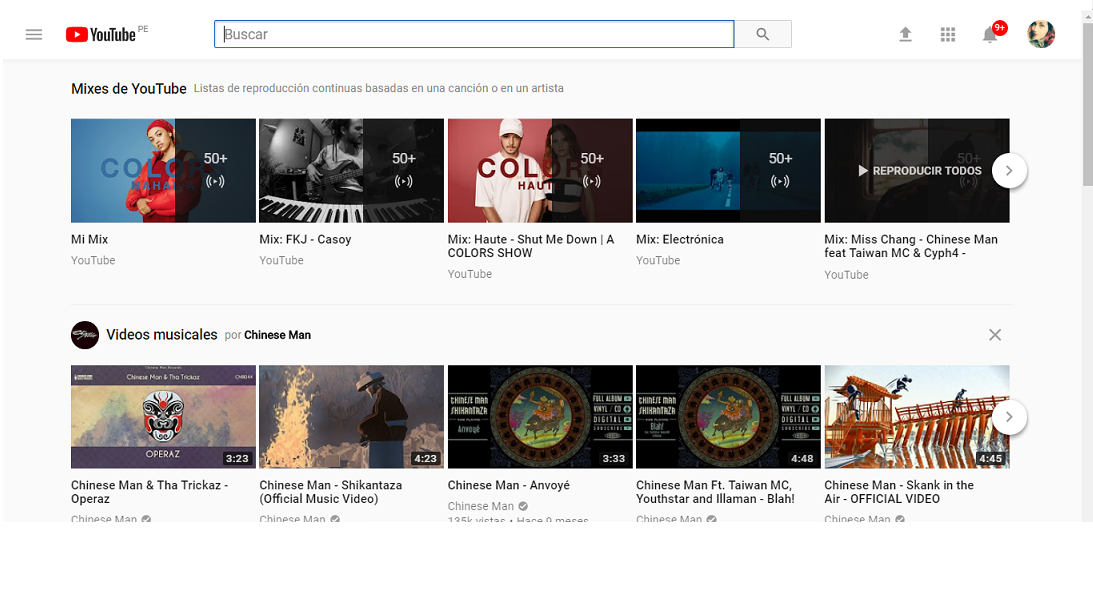 YouTube PE
Buscar
9+
Mixes de YouTube Listas de reproducción continuas basadas en una canción o en un artista
COLORS
MAHALIA
50+
50+
COLORS
HAUTE
50+
50+
50+
REPRODUCIR TODOS
Mi Mix
YouTube
Mix: FKJ - Casoy
YouTube
Mix: Haute - Shut Me Down | A
COLORS SHOW
YouTube
Mix: Electrónica
YouTube
Mix: Miss Chang - Chinese Man
feat Taiwan MC & Cyph4 -
YouTube
Videos musicales por Chinese Man
Chinese Man Records
Chinese Man & Tha Trickaz
OPERAZ
3:23
4:23
CHINESE MAN
SHIKANTAZA
Anvoyé
FULL ALBUM
VINYL / CD
DIGITAL
SUBSCRIBE
3:33
CHINESE MAN
SHIKANTAZA
Blah!
FULL ALBUM
VINYL / CD
DIGITAL
SUBSCRIBE
4:48
4:45
Chinese Man & Tha Trickaz -
Operaz
Chinese Man
Chinese Man - Shikantaza
(Official Music Video)
Chinese Man
Chinese Man - Anvoyé
Chinese Man
135k vistas • Hace 9 meses
Chinese Man Ft. Taiwan MC,
Youthstar and Illaman - Blah!
Chinese Man
Chinese Man - Skank in the
Air - OFFICIAL VIDEO
Chinese Man